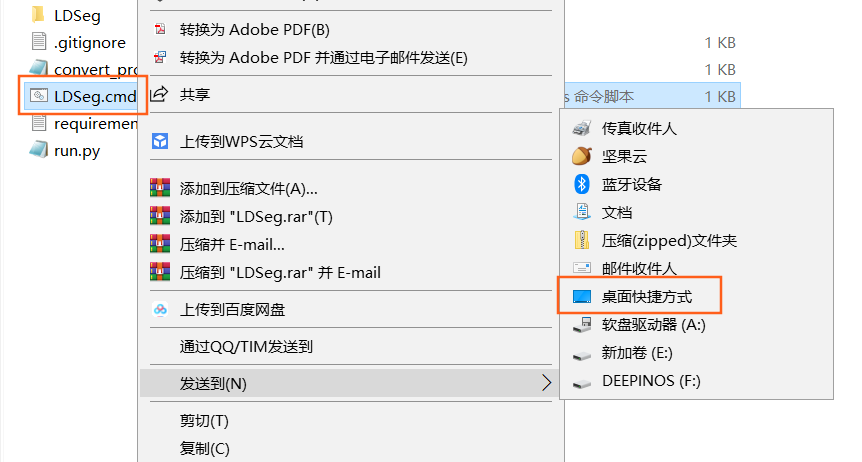 LDSeg
.gitignore
1 KB
convert_pro
1 KB
LDSeg.cmd
s 命令脚本
1 KB
requiremen
run.py
转换为 Adobe PDF(B)
转换为 Adobe PDF 并通过电子邮件发送(E)
共享
上传到WPS云文档
添加到压缩文件(A)...
添加到 "LDSeg.rar"(T)
压缩并 E-mail...
压缩到 "LDSeg.rar" 并 E-mail
上传到百度网盘
通过QQ/TIM发送到
发送到(N)
剪切(T)
复制(C)
传真收件人
坚果云
蓝牙设备
文档
压缩(zipped)文件夹
邮件收件人
桌面快捷方式
软盘驱动器 (A:)
新加卷 (E:)
DEEPINOS (F:)